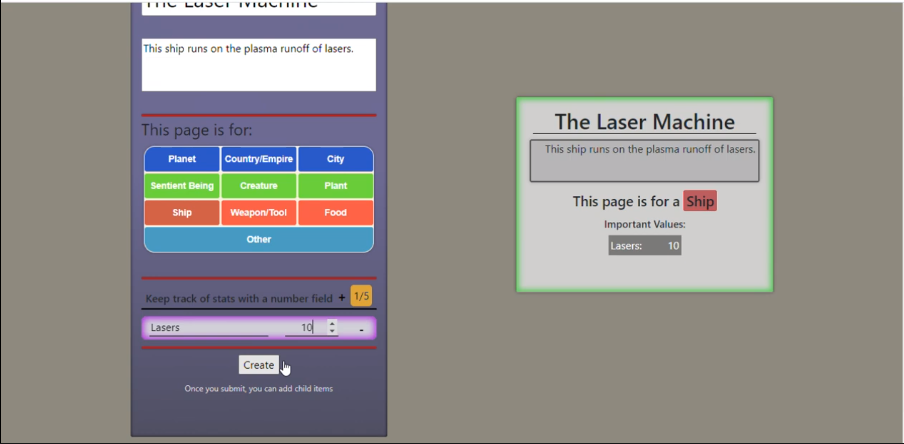 The Laser Machine
This ship runs on the plasma runoff of lasers.
This page is for:
Planet Country/Empire City
Sentient Being Creature Plant
Ship Weapon/Tool Food
Other
Keep track of stats with a number field + 1/5
Lasers 10 -
Create
Once you submit, you can add child items
The Laser Machine
This ship runs on the plasma runoff of lasers.
This page is for a Ship
Important Values:
Lasers: 10